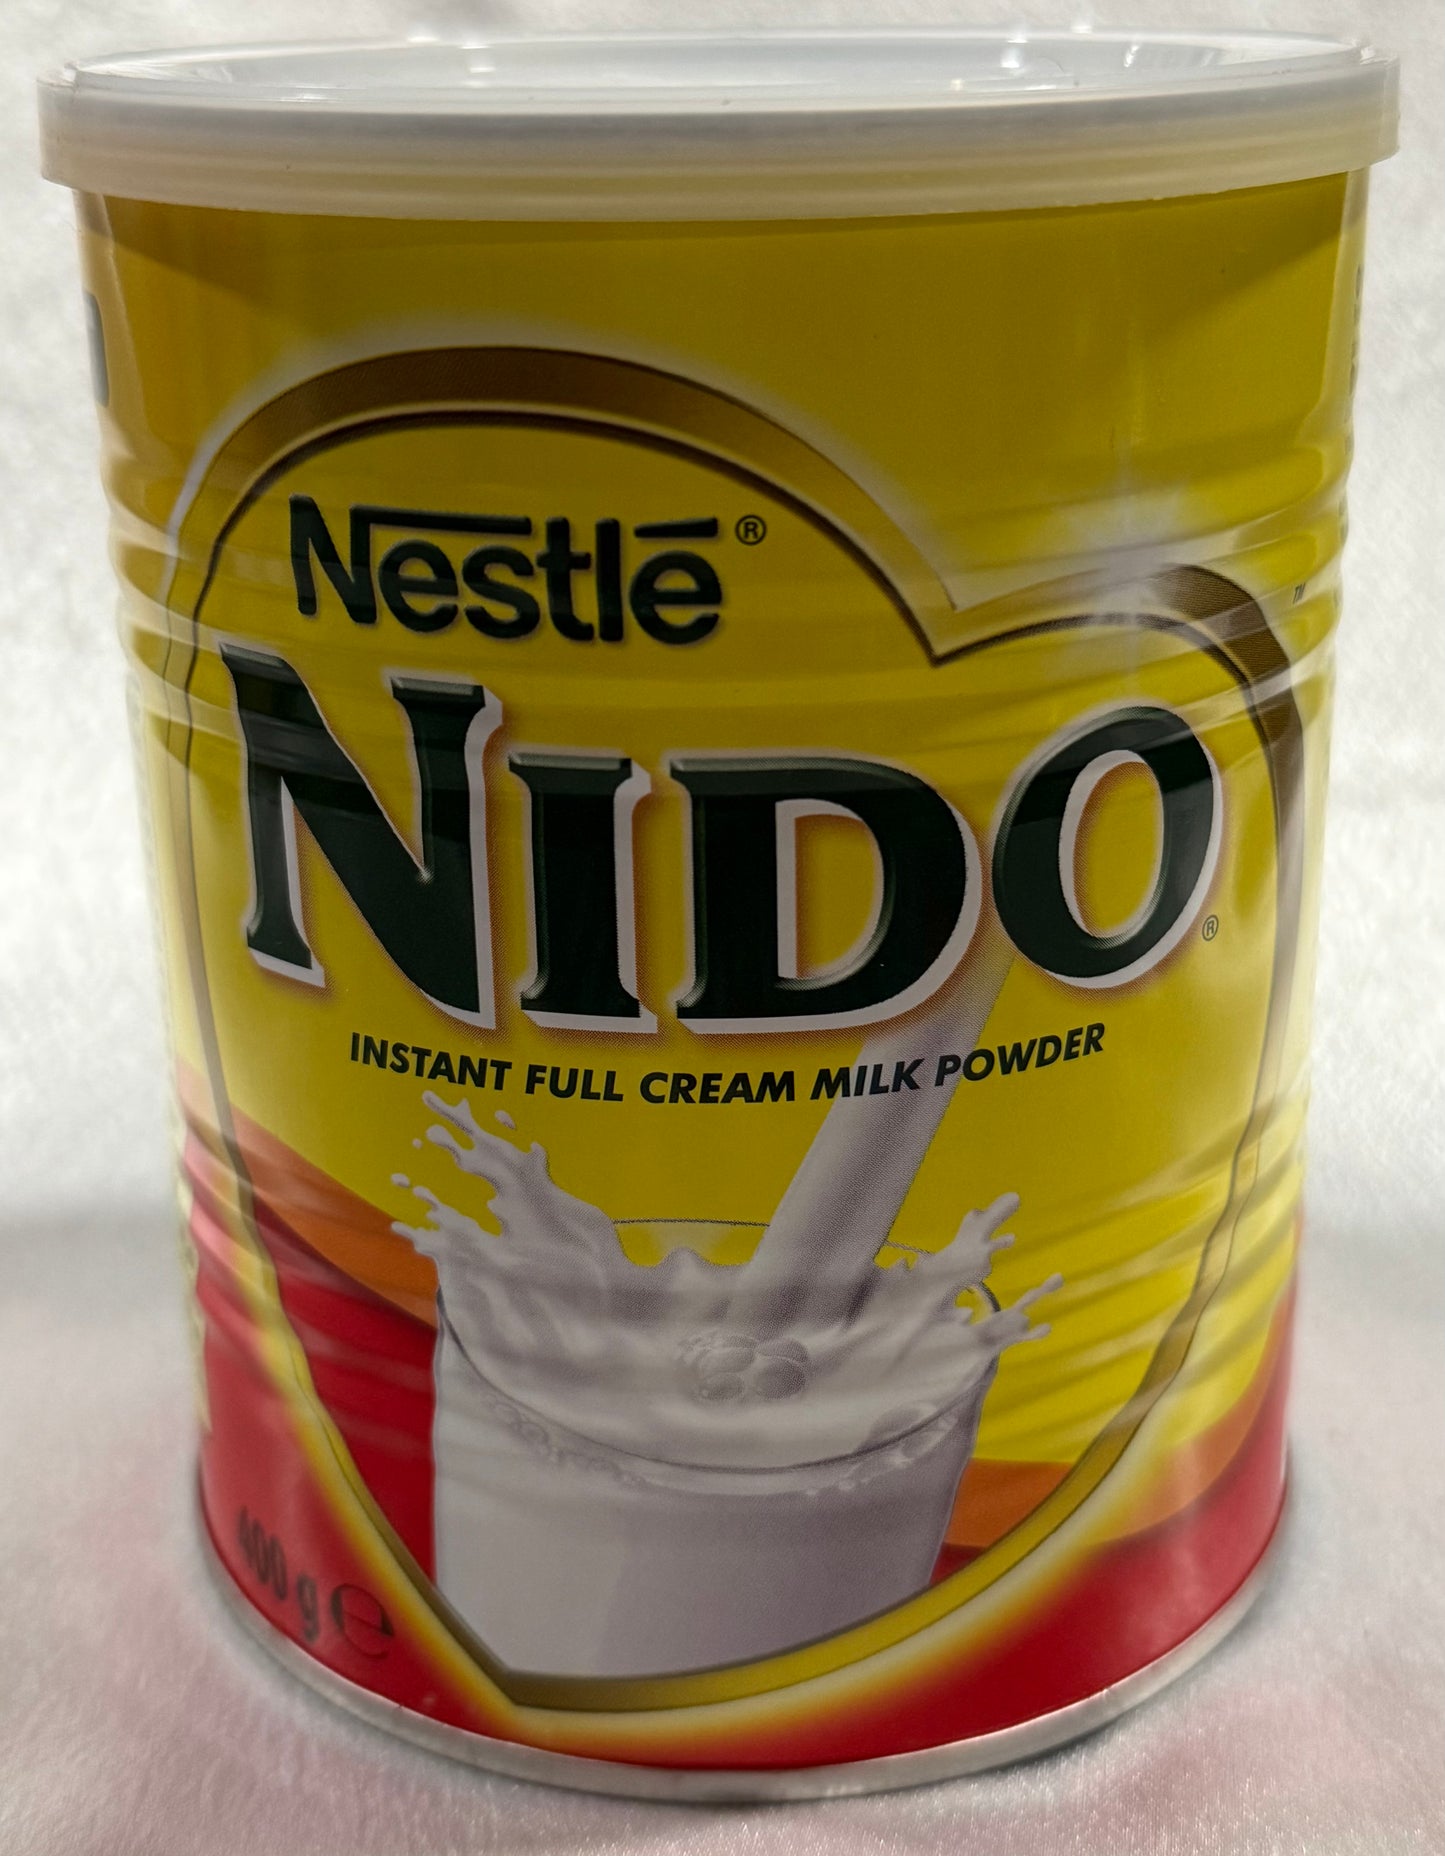 Nestlé®
NIDO®
INSTANT FULL CREAM MILK POWDER
400 g e